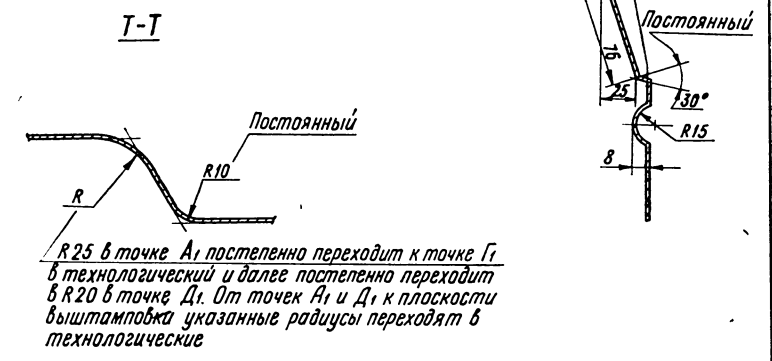 Т-Т
Постоянный
R10
R
R25 в точке А₁ постепенно переходит к точке Г₁
в технологический и далее постепенно переходит
в R20 в точке Д₁. От точек А₁ и Д₁ к плоскости
выштамповка указанные радиусы переходят в
технологические
Постоянный
16
25
30°
R15
8